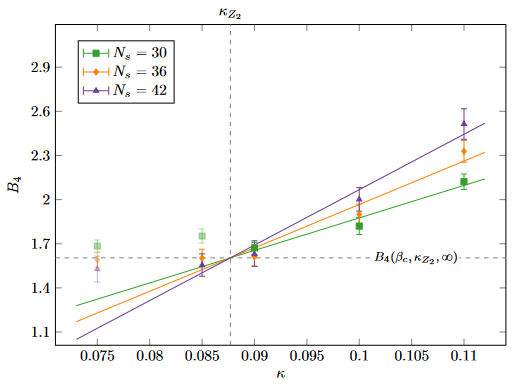 κ_{Z_2}
N_s = 30
N_s = 36
N_s = 42
2.9
2.6
2.3
2
1.7
1.4
1.1
B_4
B_4(β_c, κ_{Z_2}, ∞)
0.075
0.08
0.085
0.09
0.095
0.1
0.105
0.11
κ